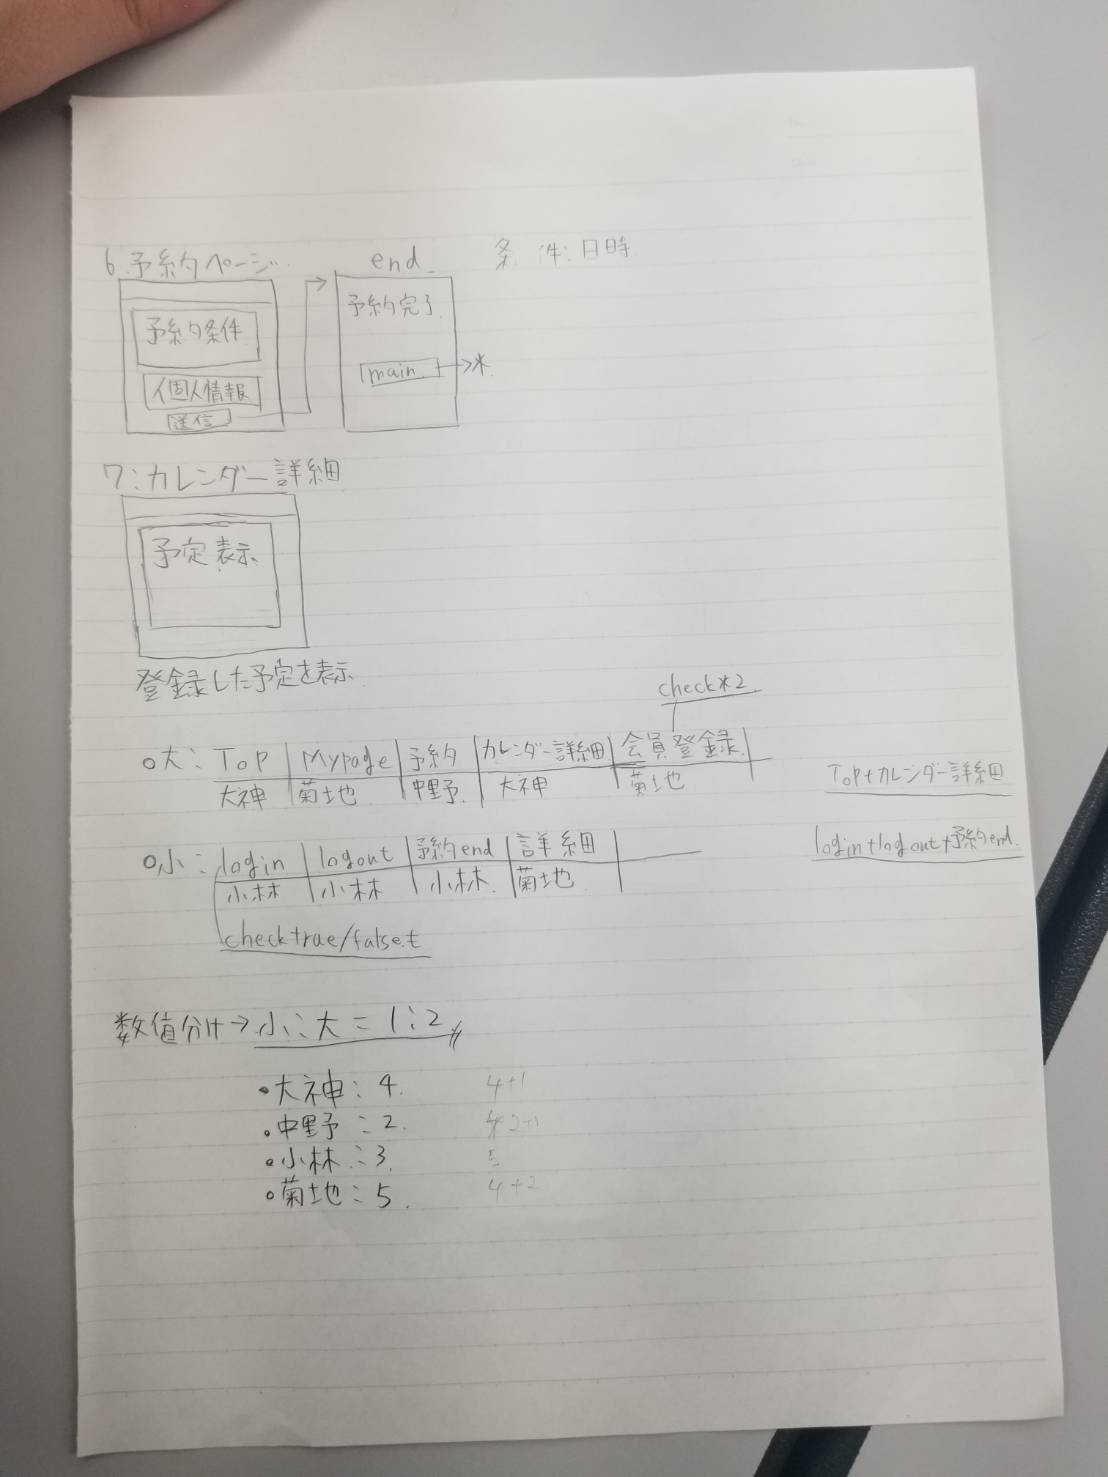 6.予約ページ
end
条件:日時
予約条件
個人情報
送信
予約完了
main
→*
7:カレンダー詳細
予定表示
登録した予定を表示
check*2
○大: Top Mypage 予約 カレンダー詳細 会員登録
大神 菊地 中野 大神 菊地
Top+カレンダー詳細
○小: login logout 予約end 詳細
小林 小林 小林 菊地
login+logout+予約end
check true/false.t
数値分け→小:大=1:2
・大神:4. 4+1
・中野:2.
・小林:3. 5
・菊地:5. 4+2